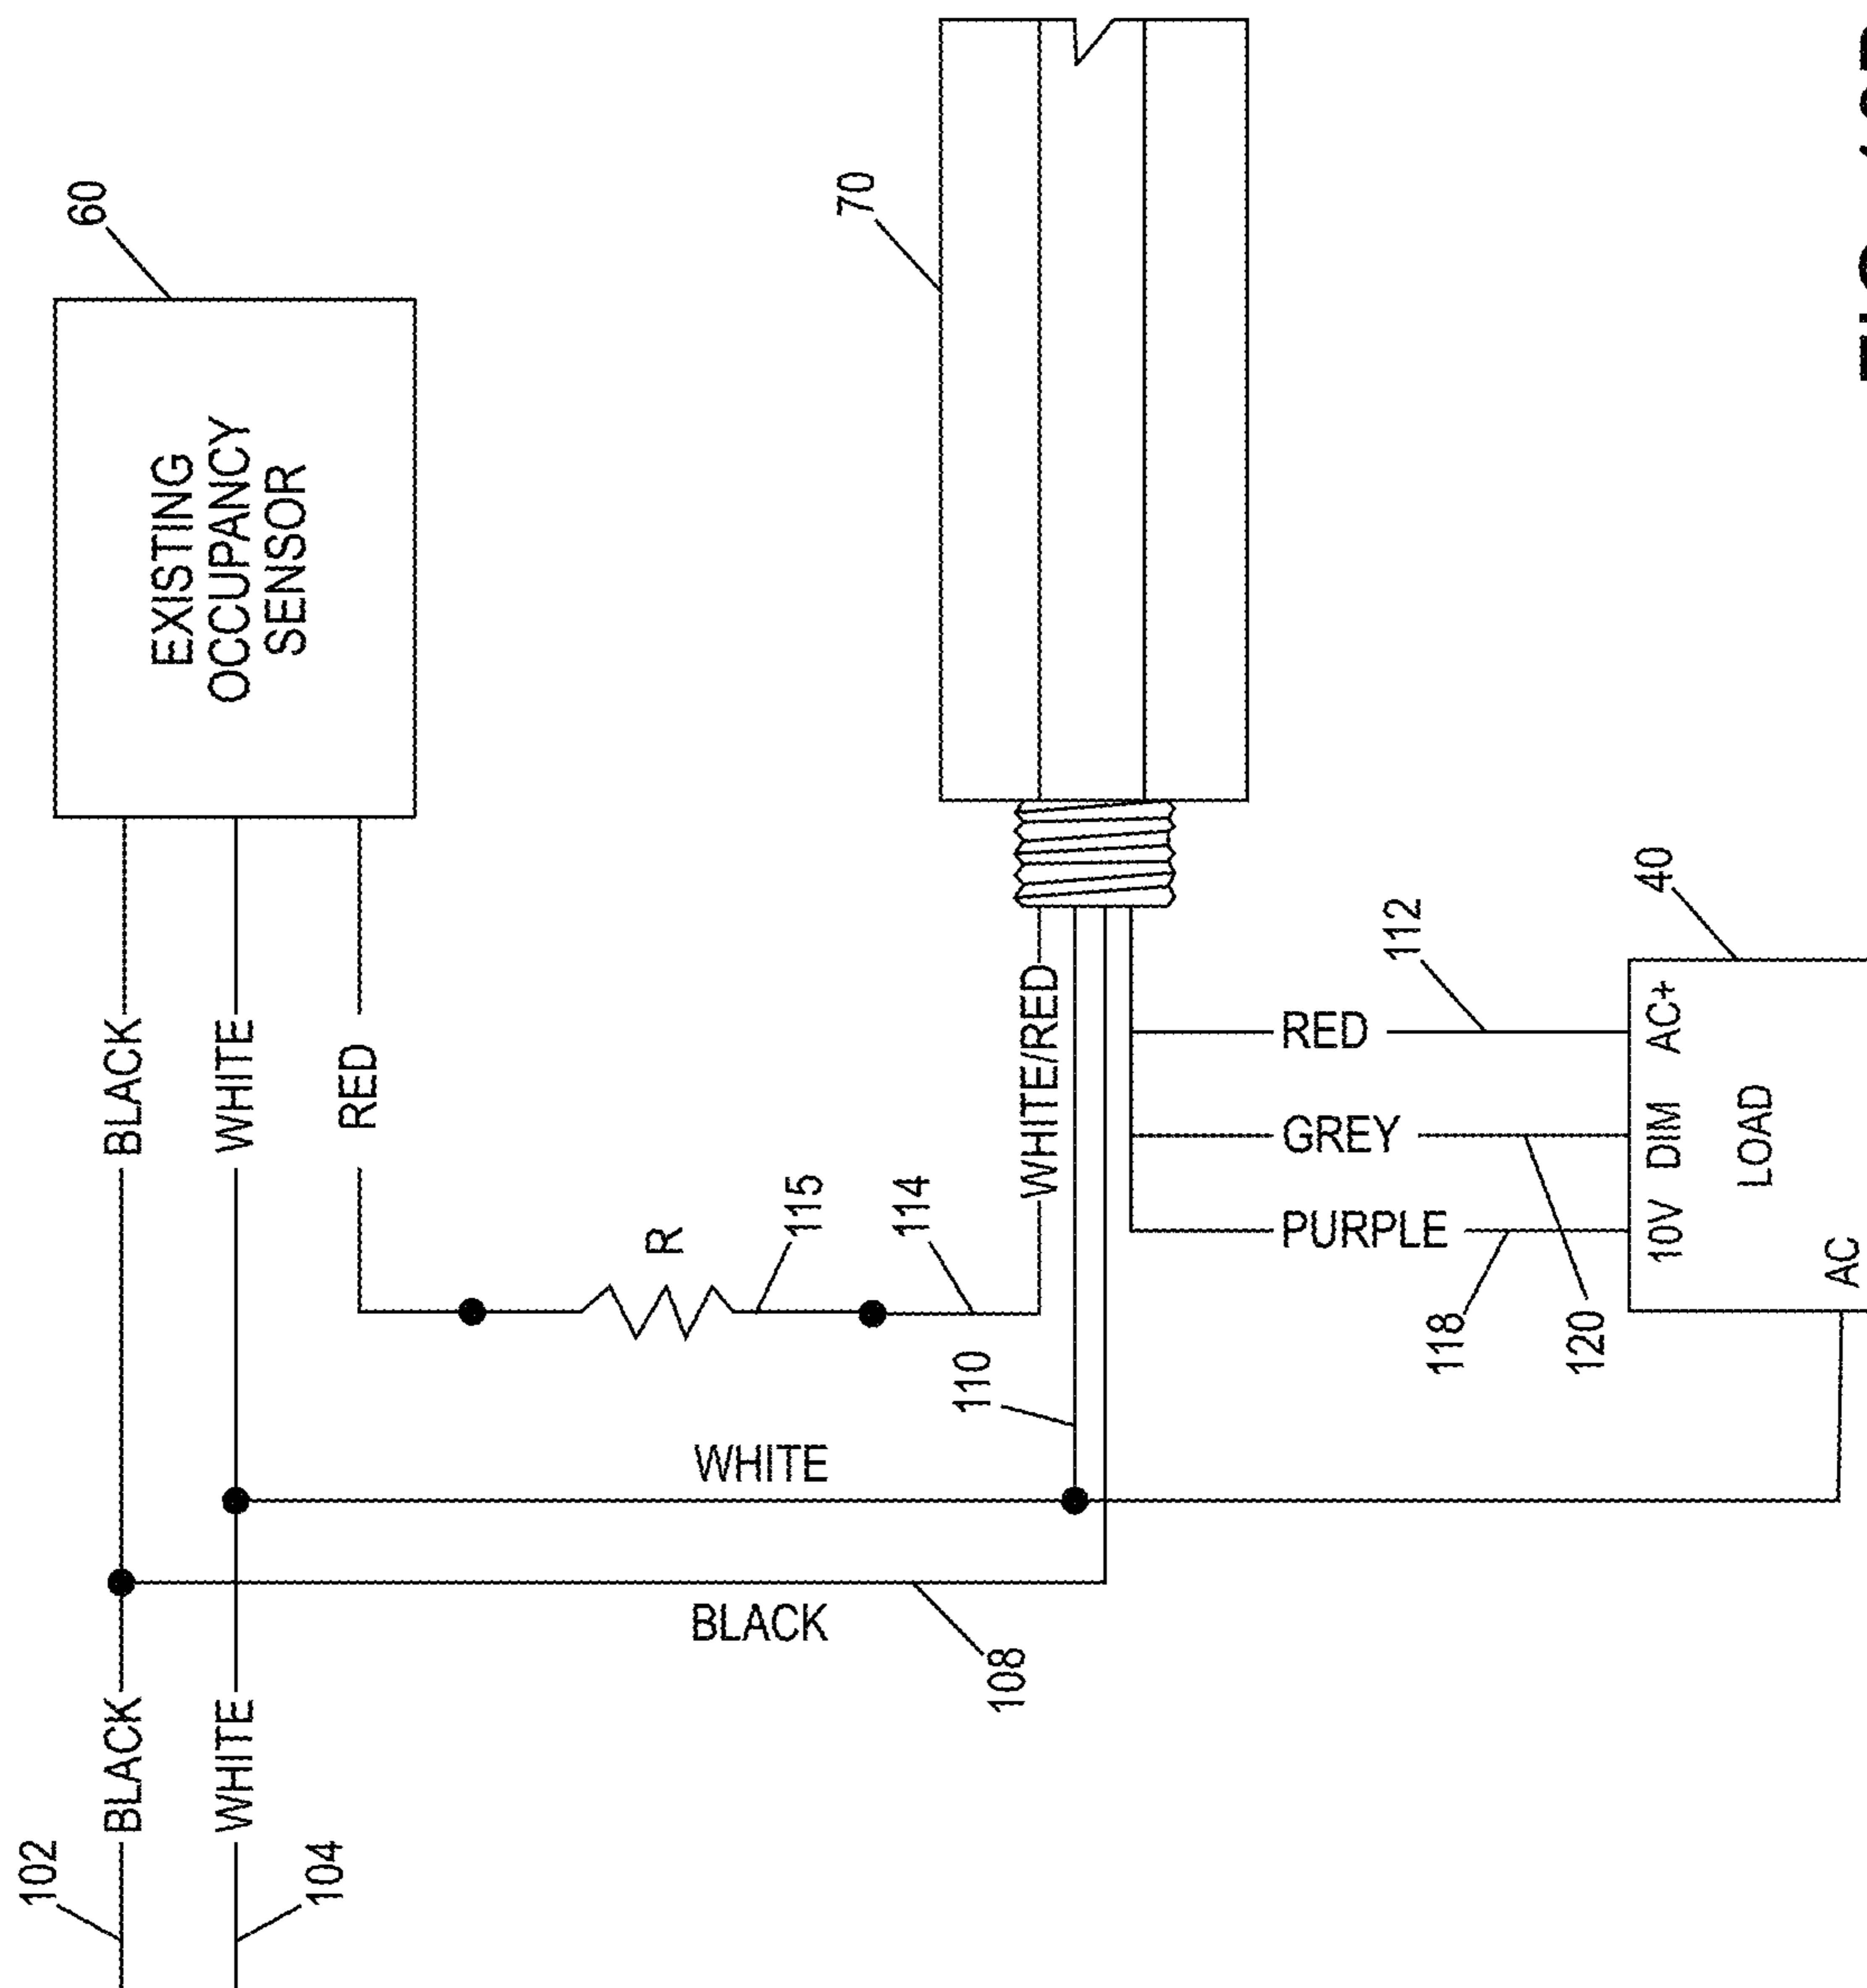 102
60
BLACK
BLACK
EXISTING
OCCUPANCY
SENSOR
WHITE
WHITE
104
RED
R
BLACK
WHITE
115
70
114
110
108
WHITE/RED
PURPLE
GREY
RED
112
118
120
40
10V DIM AC+
LOAD
AC